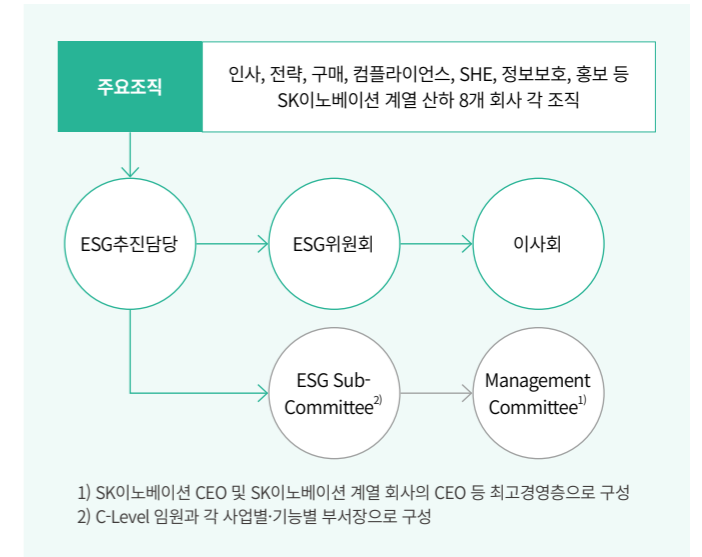 주요조직
인사, 전략, 구매, 컴플라이언스, SHE, 정보보호, 홍보 등
SK이노베이션 계열 산하 8개 회사 각 조직
ESG추진담당
ESG위원회
이사회
ESG Sub-
Committee2)
Management
Committee1)
1) SK이노베이션 CEO 및 SK이노베이션 계열 회사의 CEO 등 최고경영층으로 구성
2) C-Level 임원과 각 사업별·기능별 부서장으로 구성